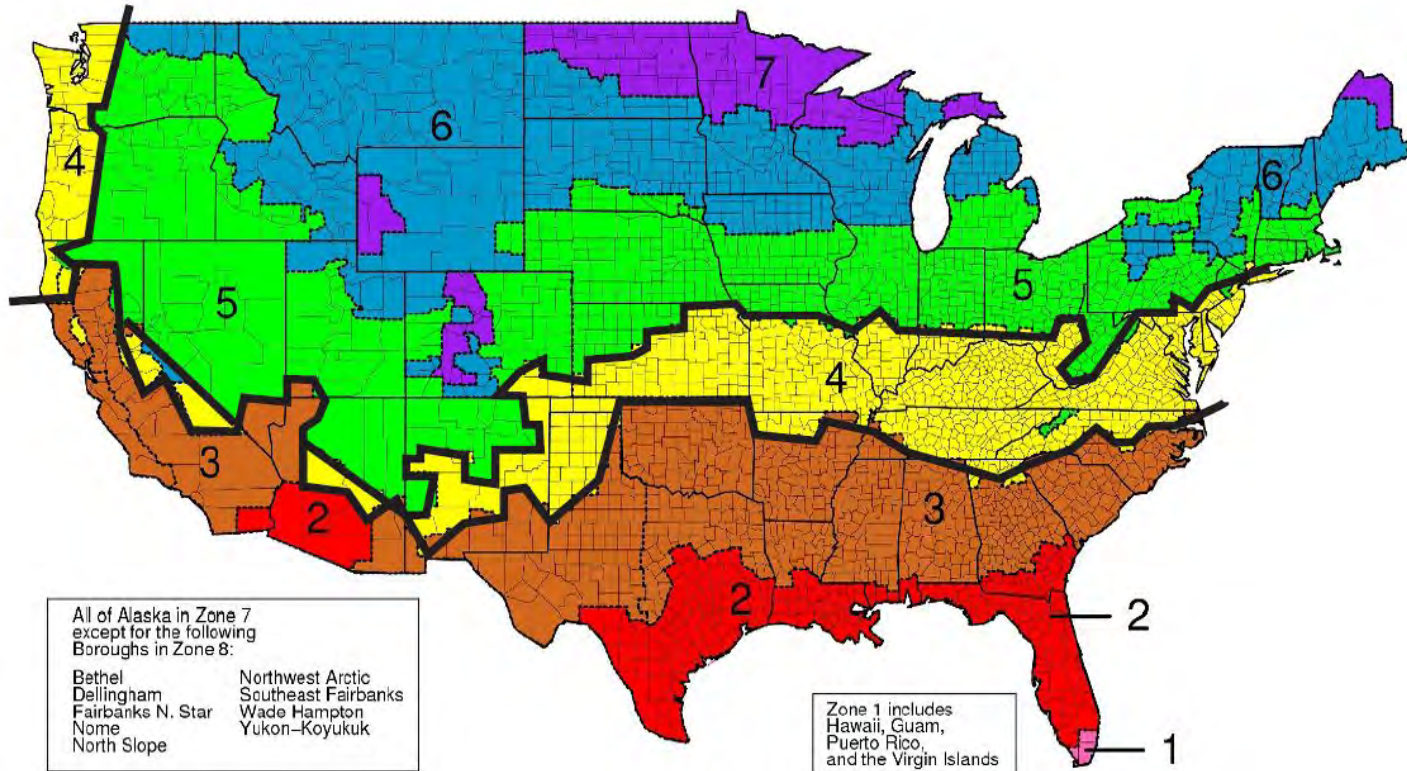 7
6
4
6
5
5
4
3
3
2
2
2
1
All of Alaska in Zone 7
except for the following
Boroughs in Zone 8:
Bethel Northwest Arctic
Dellingham Southeast Fairbanks
Fairbanks N. Star Wade Hampton
Nome Yukon-Koyukuk
North Slope
Zone 1 includes
Hawaii, Guam,
Puerto Rico,
and the Virgin Islands